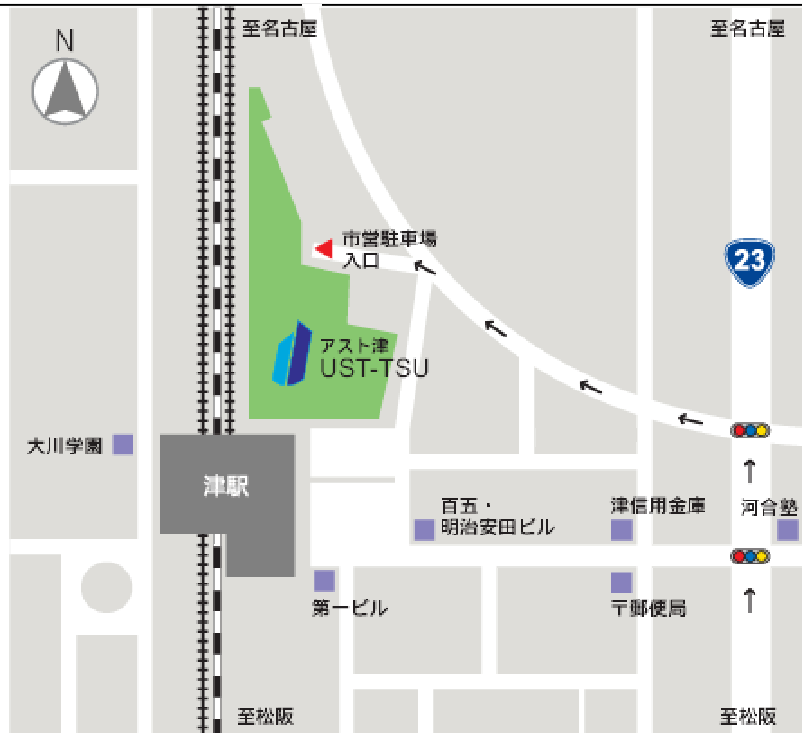 至名古屋
至名古屋
N
市営駐車場
入口
23
アスト津
UST-TSU
大川学園
津駅
百五・
明治安田ビル
津信用金庫
河合塾
第一ビル
〒郵便局
至松阪
至松阪